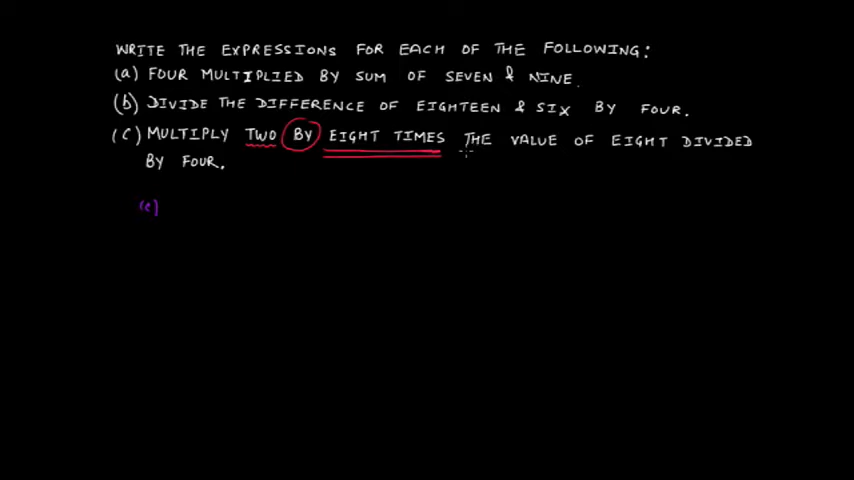 WRITE THE EXPRESSIONS FOR EACH OF THE FOLLOWING:
(a) FOUR MULTIPLIED BY SUM OF SEVEN & NINE.
(b) DIVIDE THE DIFFERENCE OF EIGHTEEN & SIX BY FOUR.
(c) MULTIPLY TWO BY EIGHT TIMES THE VALUE OF EIGHT DIVIDED
BY FOUR.
(c)